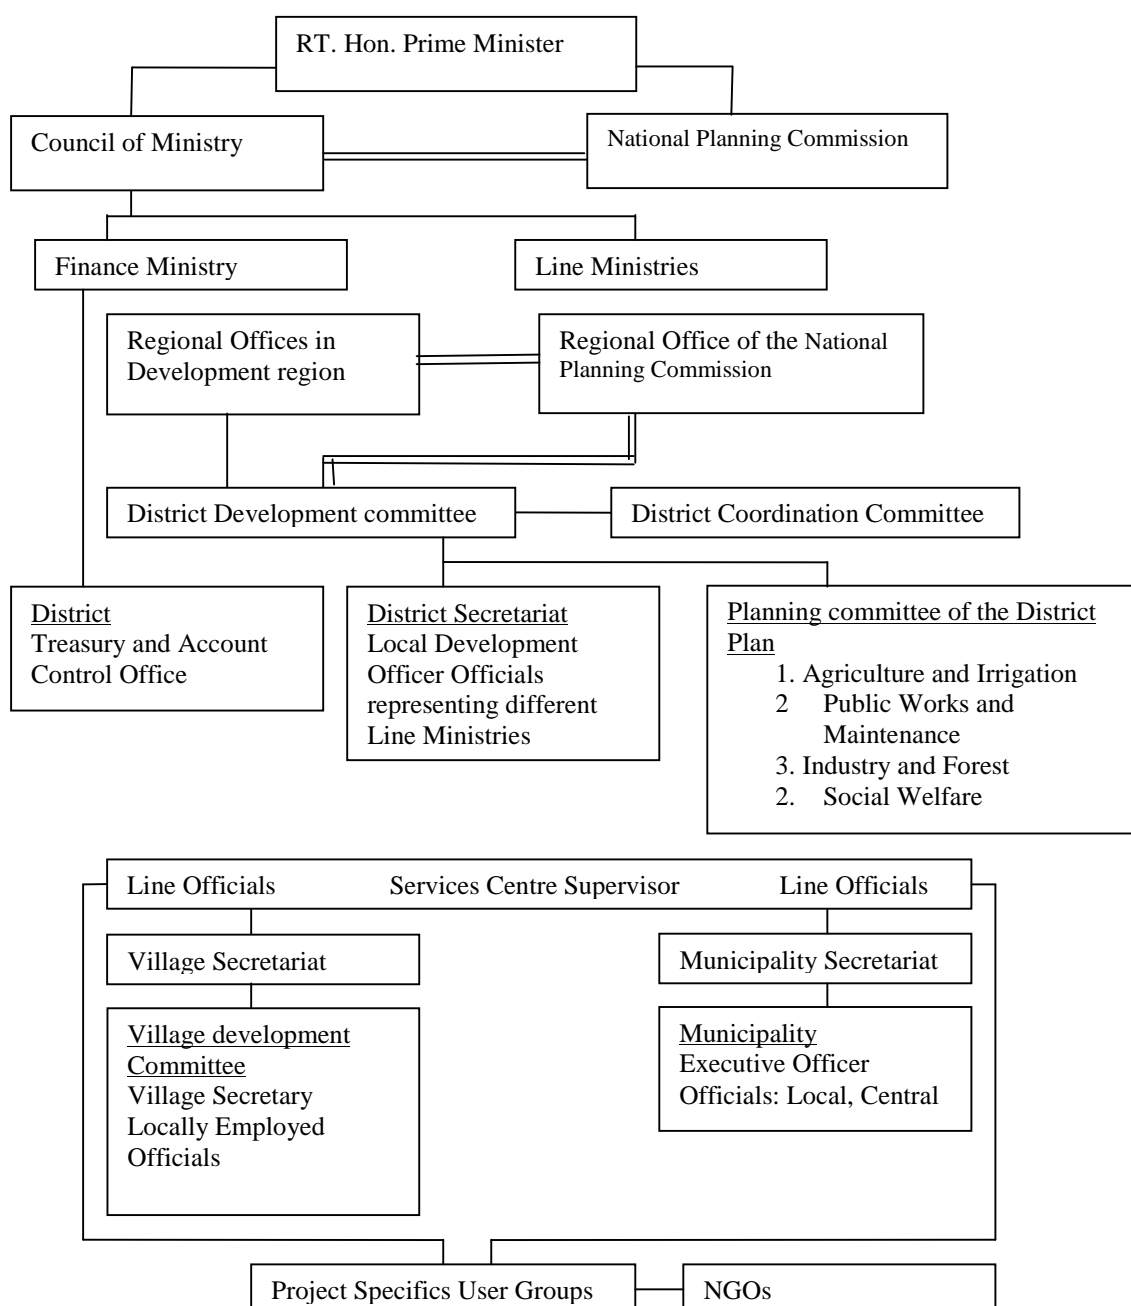 RT. Hon. Prime Minister
Council of Ministry
National Planning Commission
Finance Ministry
Line Ministries
Regional Offices in
Development region
Regional Office of the National
Planning Commission
District Development committee
District Coordination Committee
District
Treasury and Account
Control Office
District Secretariat
Local Development
Officer Officials
representing different
Line Ministries
Planning committee of the District
Plan
1. Agriculture and Irrigation
2 Public Works and
Maintenance
3. Industry and Forest
2. Social Welfare
Line Officials Services Centre Supervisor Line Officials
Village Secretariat
Municipality Secretariat
Village development
Committee
Village Secretary
Locally Employed
Officials
Municipality
Executive Officer
Officials: Local, Central
Project Specifics User Groups
NGOs